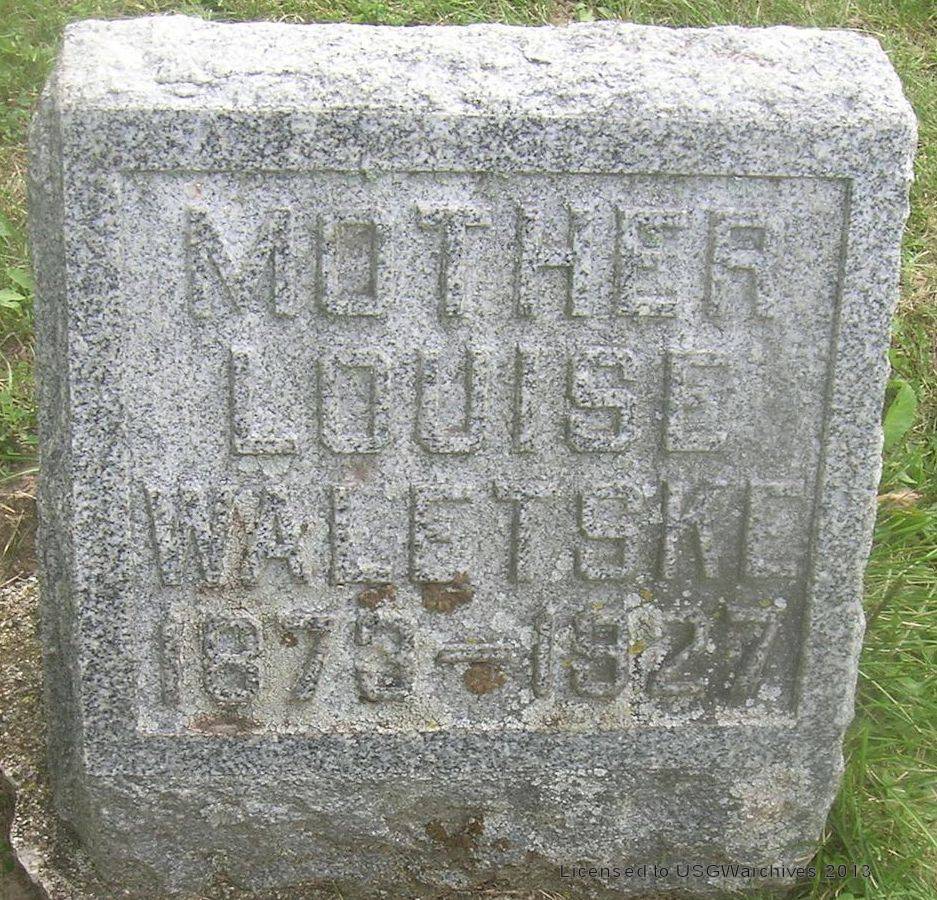 MOTHER
LOUISE
WALETSKE
1873-1927
Licensed to USGWarchives 2013